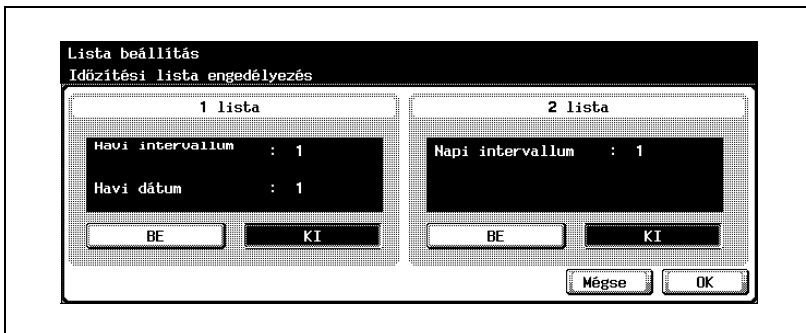 Lista beállítás
Időzítési lista engedélyezés
1 lista
2 lista
Havi intervallum : 1
Havi dátum : 1
Napi intervallum : 1
BE
KI
BE
KI
Mégse
OK